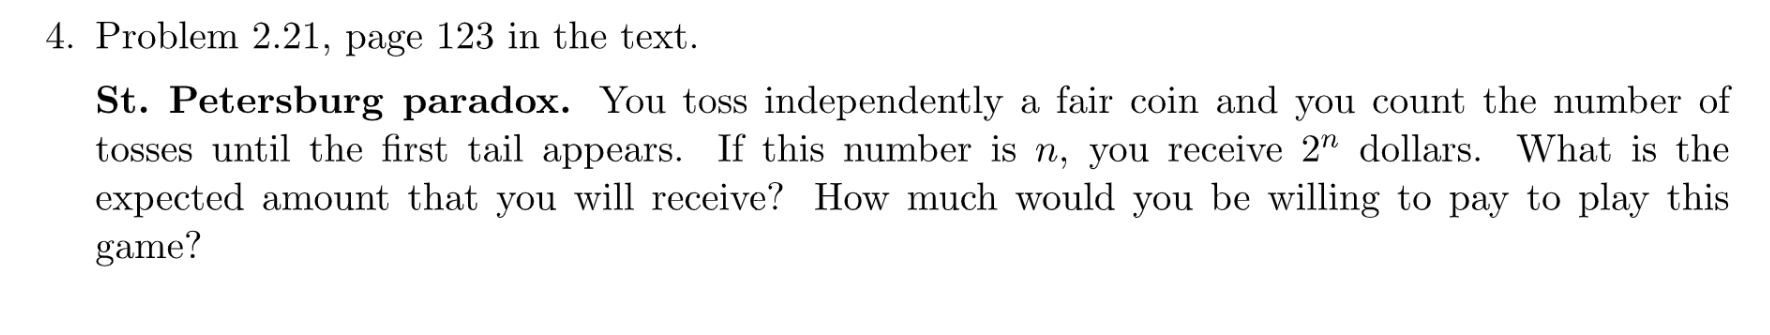 4. Problem 2.21, page 123 in the text.
St. Petersburg paradox. You toss independently a fair coin and you count the number of
tosses until the first tail appears. If this number is n, you receive 2ⁿ dollars. What is the
expected amount that you will receive? How much would you be willing to pay to play this
game?